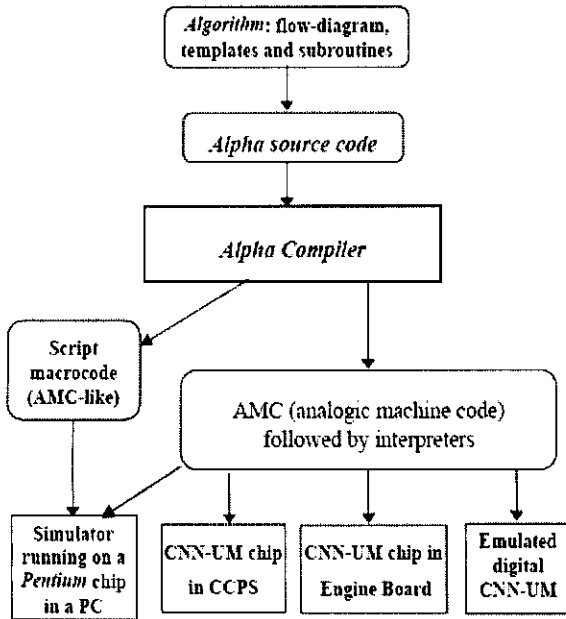 Algorithm: flow-diagram,
templates and subroutines
Alpha source code
Alpha Compiler
Script
macrocode
(AMC-like)
AMC (analogic machine code)
followed by interpreters
Simulator
running on a
Pentium chip
in a PC
CNN-UM chip
in CCPS
CNN-UM chip in
Engine Board
Emulated
digital
CNN-UM